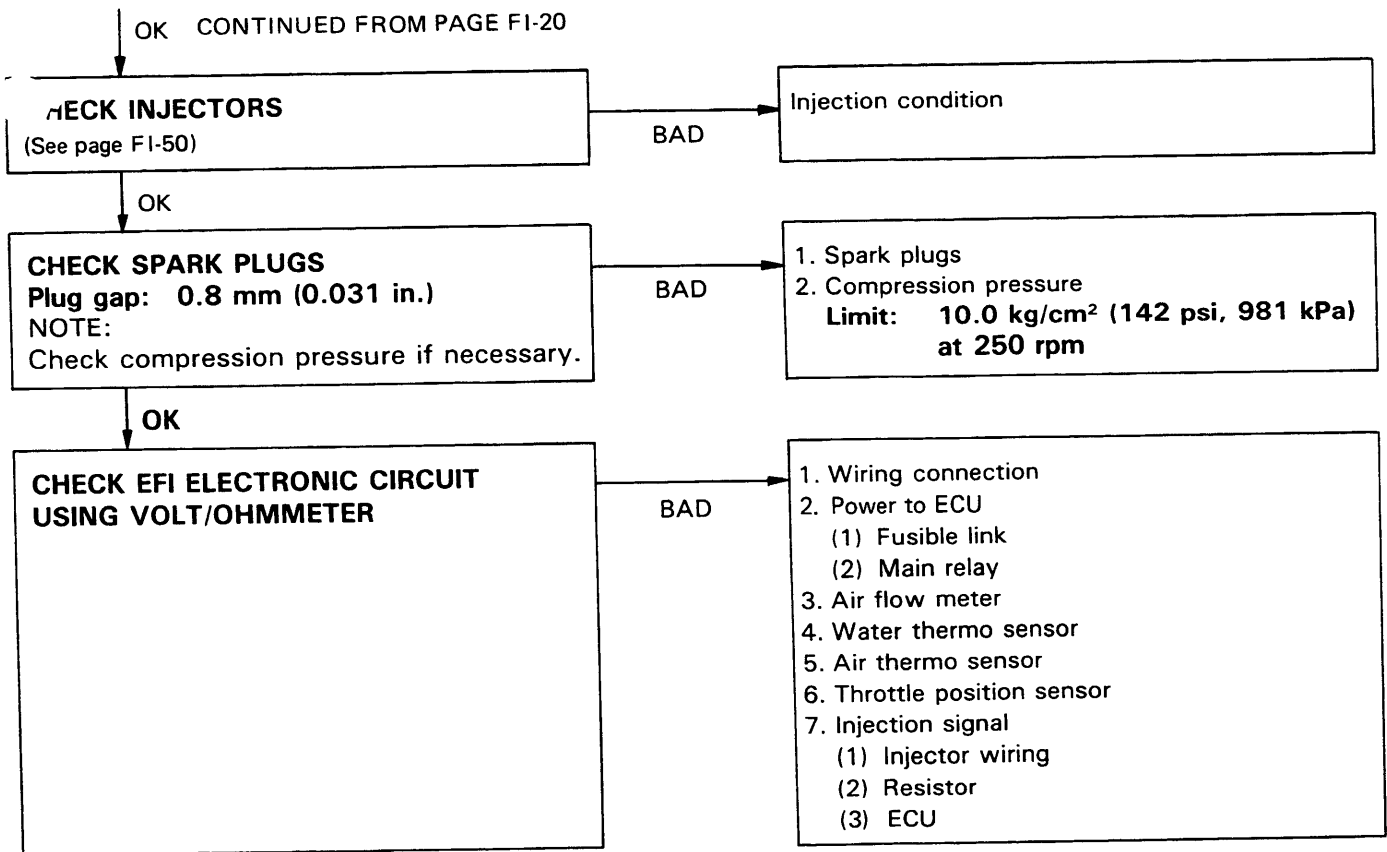 OK CONTINUED FROM PAGE FI-20
INJECTORS
(See page FI-50)
BAD
Injection condition
OK
CHECK SPARK PLUGS
Plug gap: 0.8 mm (0.031 in.)
NOTE:
Check compression pressure if necessary.
BAD
1. Spark plugs
2. Compression pressure
Limit: 10.0 kg/cm² (142 psi, 981 kPa)
at 250 rpm
OK
CHECK EFI ELECTRONIC CIRCUIT
USING VOLT/OHMMETER
BAD
1. Wiring connection
2. Power to ECU
(1) Fusible link
(2) Main relay
3. Air flow meter
4. Water thermo sensor
5. Air thermo sensor
6. Throttle position sensor
7. Injection signal
(1) Injector wiring
(2) Resistor
(3) ECU